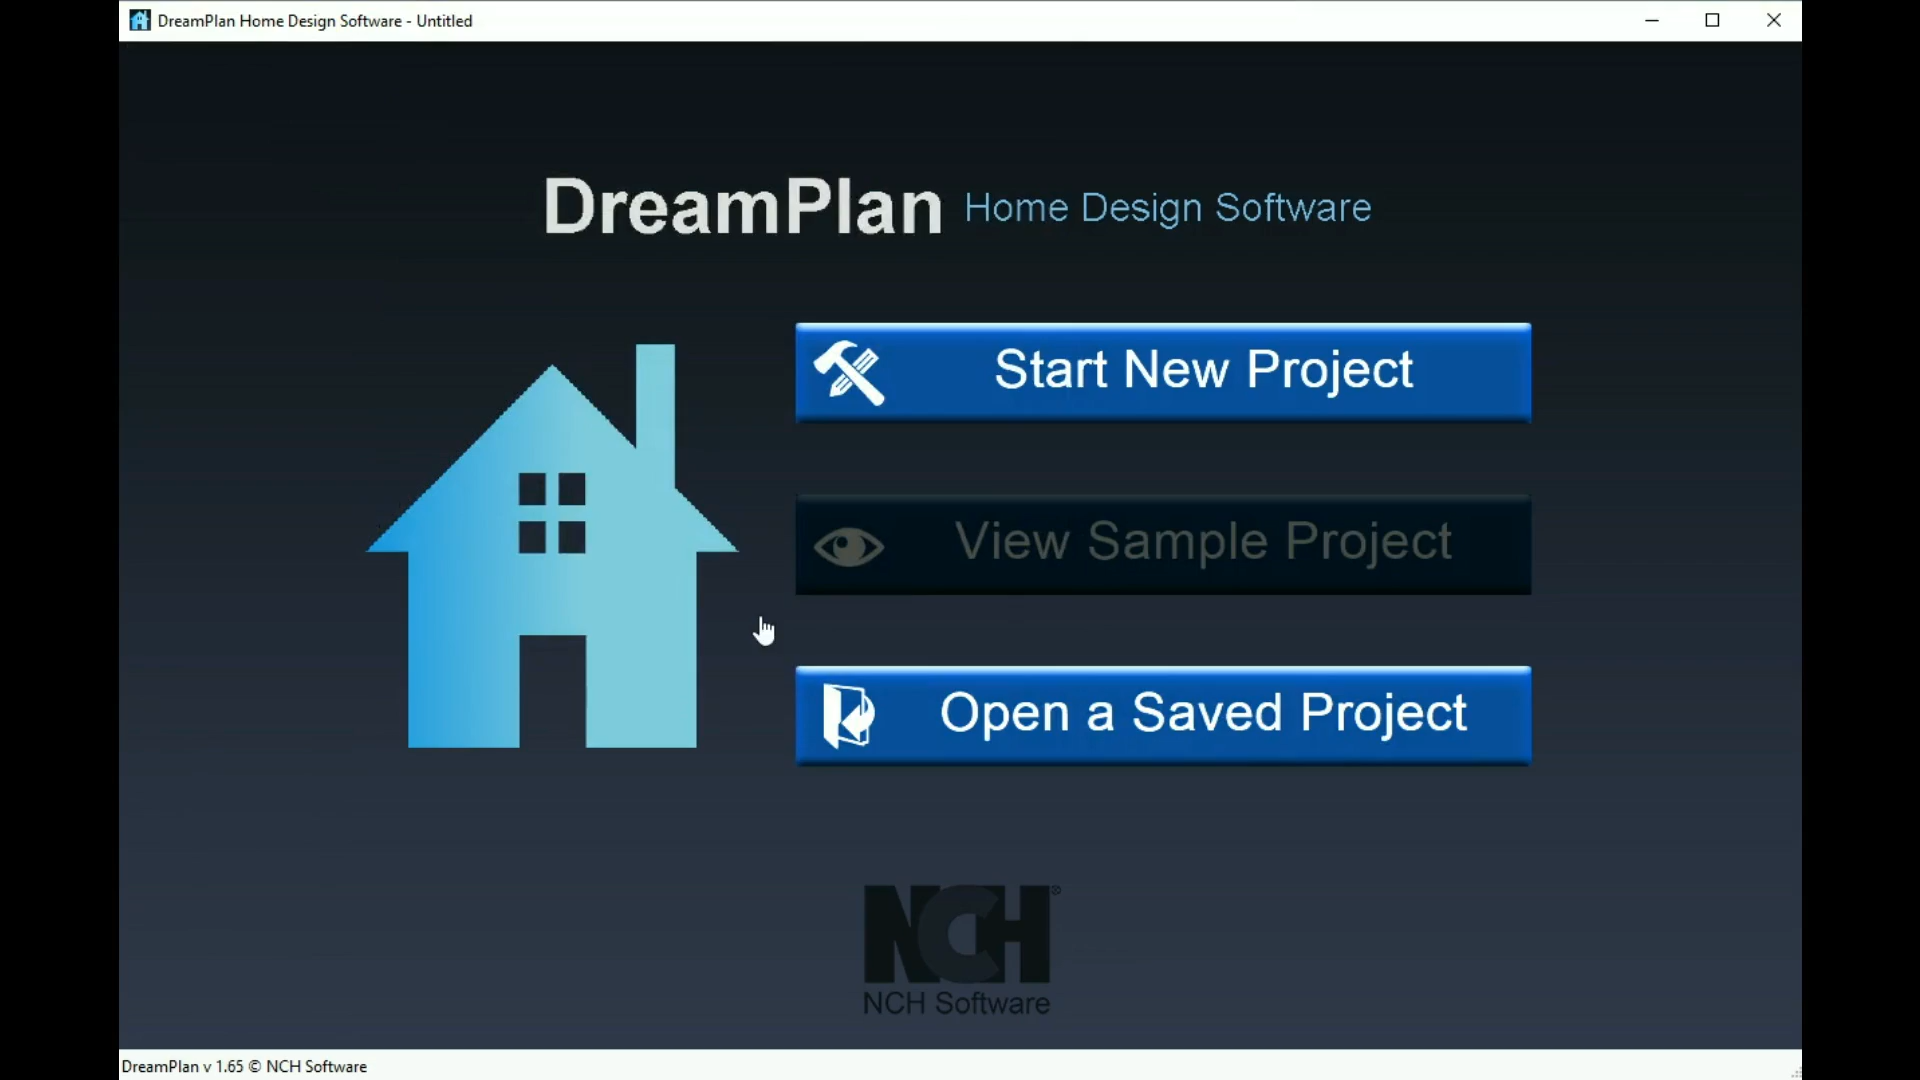 DreamPlan Home Design Software - Untitled
DreamPlan Home Design Software
Start New Project
View Sample Project
Open a Saved Project
NCH®
NCH Software
DreamPlan v 1.65 © NCH Software